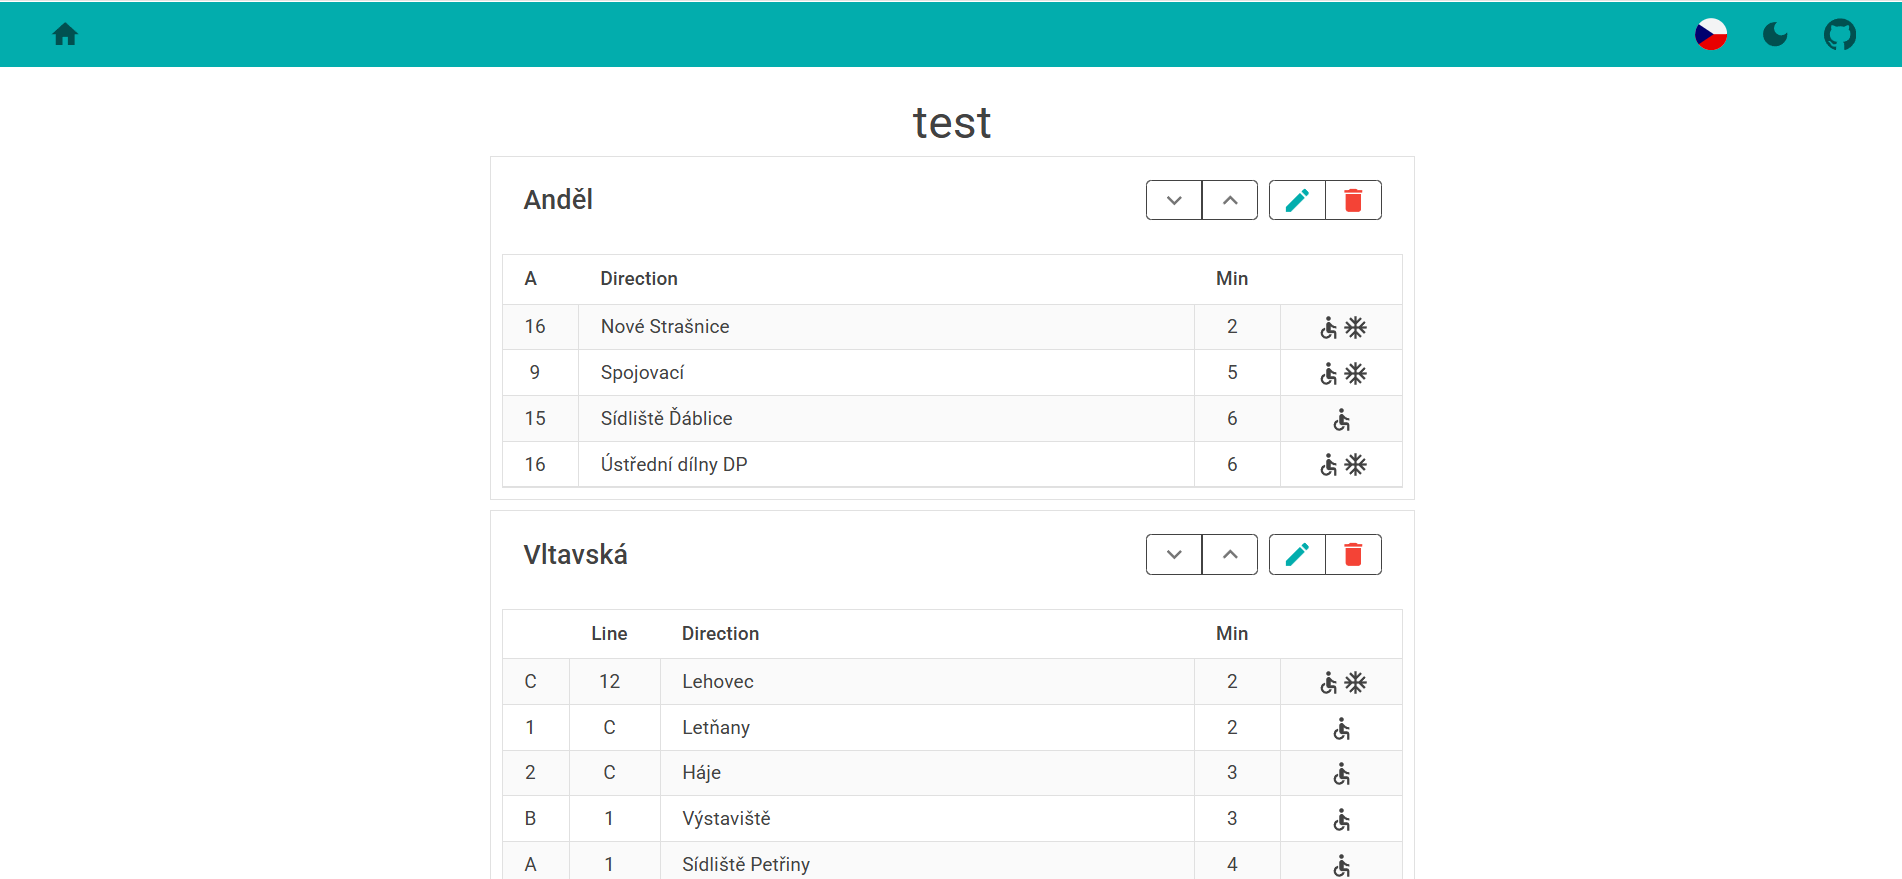 test
Anděl
A Direction Min
16 Nové Strašnice 2
9 Spojovací 5
15 Sídliště Ďáblice 6
16 Ústřední dílny DP 6
Vltavská
Line Direction Min
C 12 Lehovec 2
1 C Letňany 2
2 C Háje 3
B 1 Výstaviště 3
A 1 Sídliště Petřiny 4